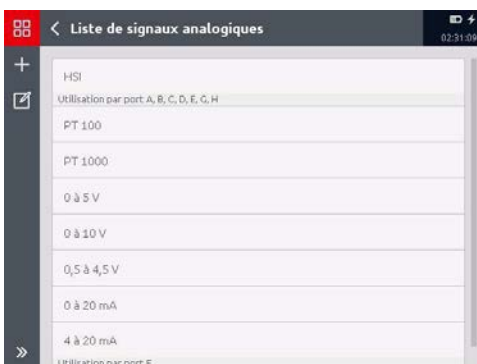 Liste de signaux analogiques
02:31:09
HSI
Utilisation par port A, B, C, D, E, G, H
PT 100
PT 1000
0 à 5 V
0 à 10 V
0,5 à 4,5 V
0 à 20 mA
4 à 20 mA
Utilisation par port F